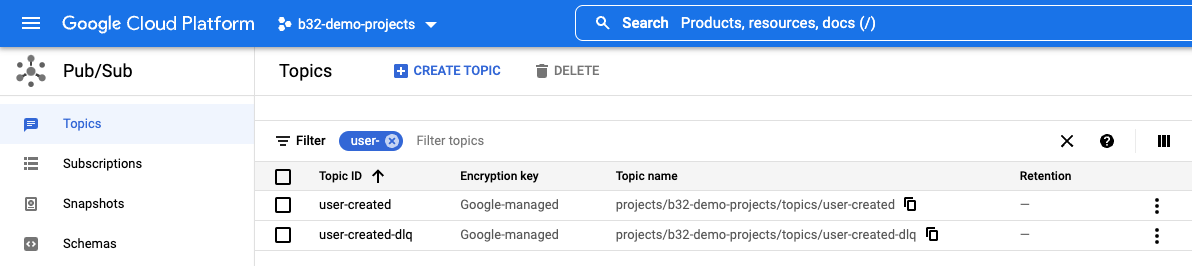 Google Cloud Platform b32-demo-projects Search Products, resources, docs (/)
Pub/Sub Topics CREATE TOPIC DELETE
Topics
Subscriptions
Snapshots
Schemas
Filter user- Filter topics
Topic ID Encryption key Topic name Retention
user-created Google-managed projects/b32-demo-projects/topics/user-created —
user-created-dlq Google-managed projects/b32-demo-projects/topics/user-created-dlq —